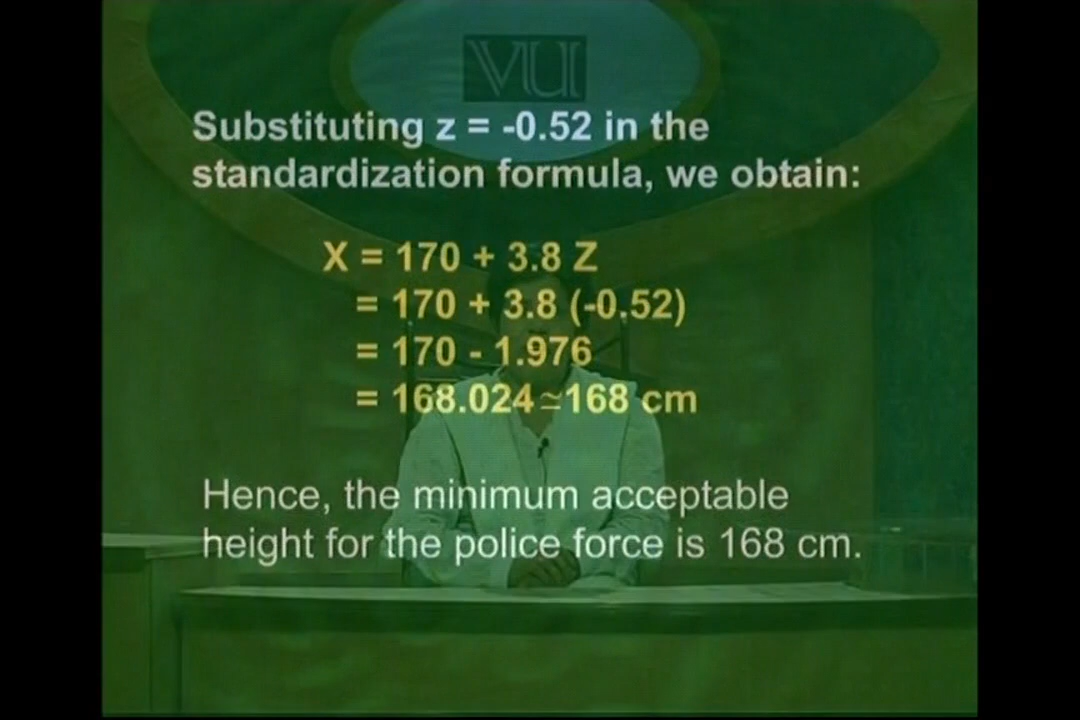 VU
Substituting z = -0.52 in the
standardization formula, we obtain:
X = 170 + 3.8 Z
= 170 + 3.8 (-0.52)
= 170 - 1.976
= 168.024≃168 cm
Hence, the minimum acceptable
height for the police force is 168 cm.